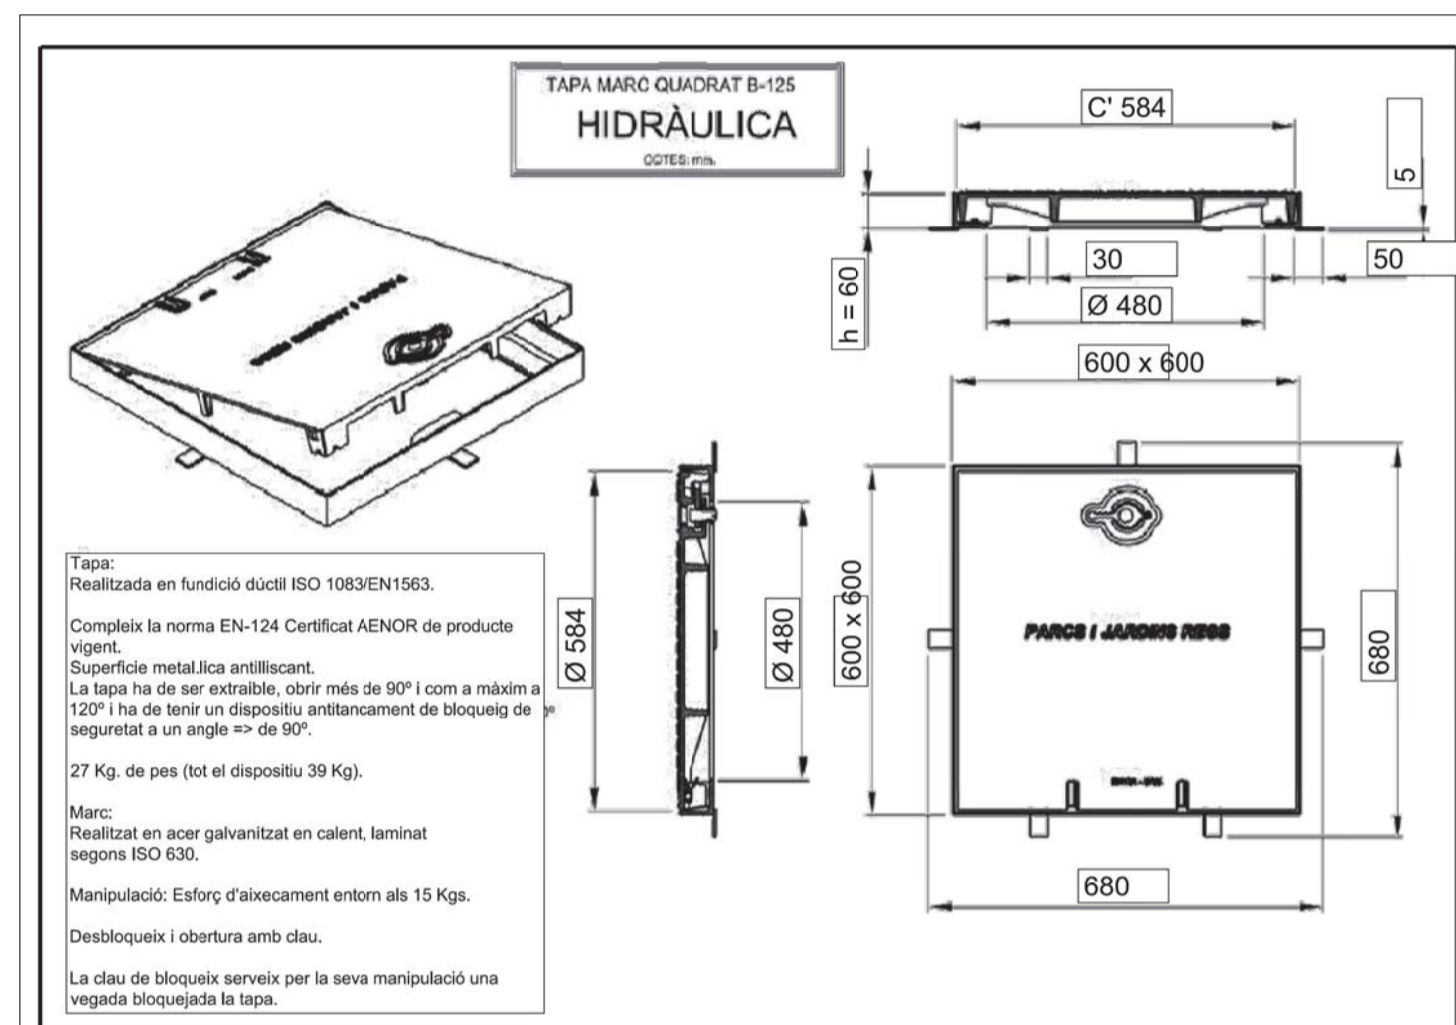 TAPA MARC QUADRAT B-125
HIDRÀULICA
COTES: mm.
C' 584
5
h = 60
30
50
Ø 480
600 x 600
Ø 584
Ø 480
600 x 600
PARCS I JARDINS REGS
680
680
Tapa:
Realitzada en fundició dúctil ISO 1083/EN1563.
Compleix la norma EN-124 Certificat AENOR de producte
vigent.
Superficie metal.lica antilliscant.
La tapa ha de ser extraible, obrir més de 90º i com a màxim a
120º i ha de tenir un dispositiu antitancament de bloqueig de
seguretat a un angle => de 90º.
27 Kg. de pes (tot el dispositiu 39 Kg).
Marc:
Realitzat en acer galvanitzat en calent, laminat
segons ISO 630.
Manipulació: Esforç d'aixecament entorn als 15 Kgs.
Desbloqueix i obertura amb clau.
La clau de bloqueix serveix per la seva manipulació una
vegada bloquejada la tapa.